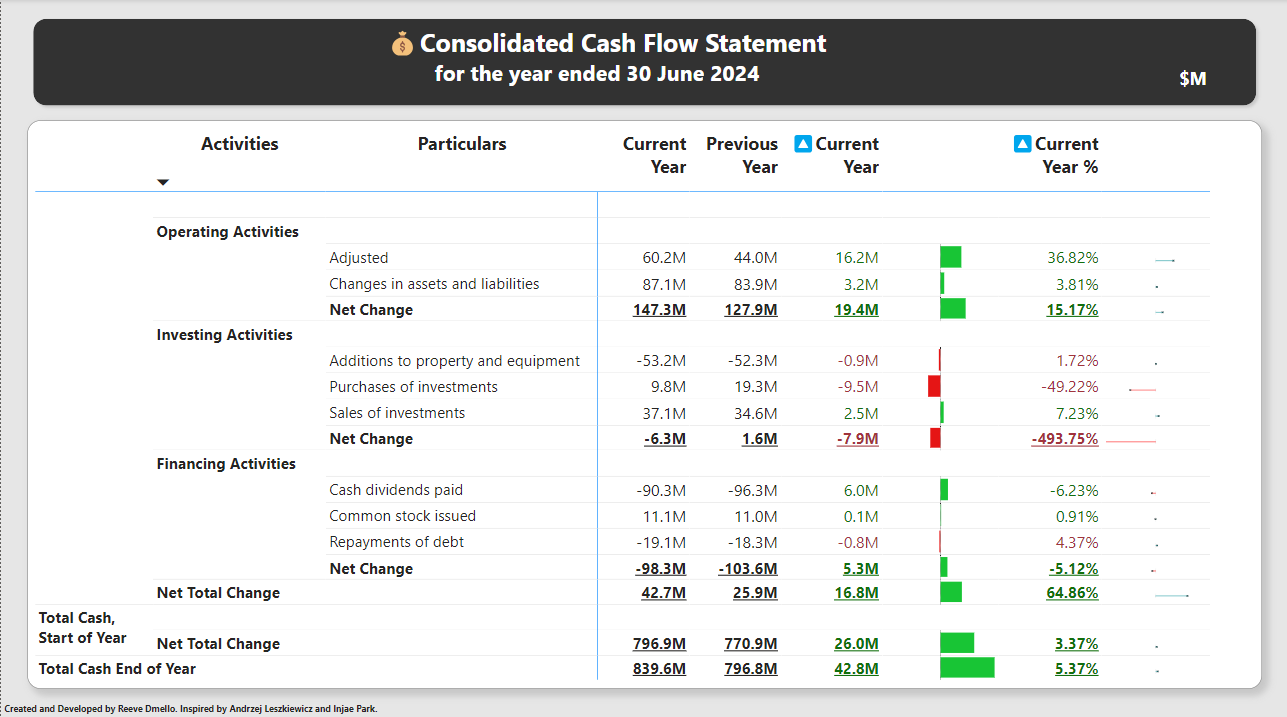 💰 Consolidated Cash Flow Statement
for the year ended 30 June 2024
$M
Activities Particulars Current Year Previous Year 🔼 Current Year 🔼 Current Year %
Operating Activities
Adjusted 60.2M 44.0M 16.2M 36.82%
Changes in assets and liabilities 87.1M 83.9M 3.2M 3.81%
Net Change 147.3M 127.9M 19.4M 15.17%
Investing Activities
Additions to property and equipment -53.2M -52.3M -0.9M 1.72%
Purchases of investments 9.8M 19.3M -9.5M -49.22%
Sales of investments 37.1M 34.6M 2.5M 7.23%
Net Change -6.3M 1.6M -7.9M -493.75%
Financing Activities
Cash dividends paid -90.3M -96.3M 6.0M -6.23%
Common stock issued 11.1M 11.0M 0.1M 0.91%
Repayments of debt -19.1M -18.3M -0.8M 4.37%
Net Change -98.3M -103.6M 5.3M -5.12%
Net Total Change 42.7M 25.9M 16.8M 64.86%
Total Cash,
Start of Year
Net Total Change 796.9M 770.9M 26.0M 3.37%
Total Cash End of Year 839.6M 796.8M 42.8M 5.37%
Created and Developed by Reeve Dmello. Inspired by Andrzej Leszkiewicz and Injae Park.